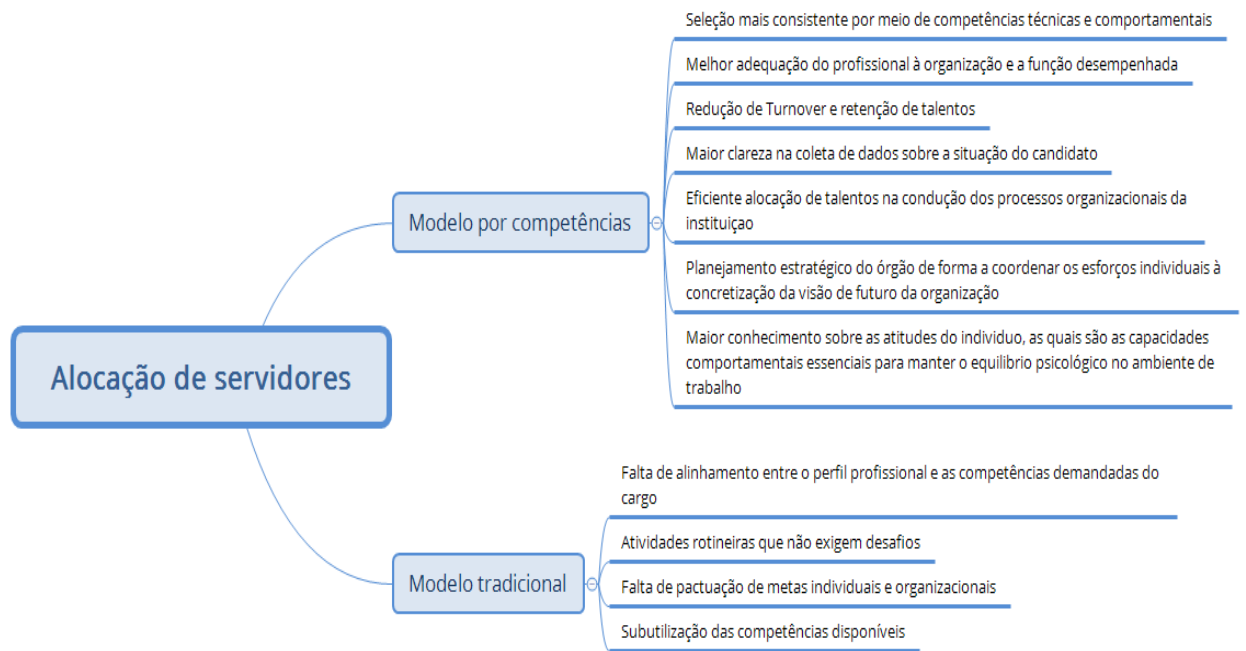 Seleção mais consistente por meio de competências técnicas e comportamentais
Melhor adequação do profissional à organização e a função desempenhada
Redução de Turnover e retenção de talentos
Maior clareza na coleta de dados sobre a situação do candidato
Modelo por competências
Eficiente alocação de talentos na condução dos processos organizacionais da
instituiçao
Planejamento estratégico do órgão de forma a coordenar os esforços individuais à
concretização da visão de futuro da organização
Maior conhecimento sobre as atitudes do individuo, as quais são as capacidades
comportamentais essenciais para manter o equilibrio psicológico no ambiente de
trabalho
Alocação de servidores
Falta de alinhamento entre o perfil profissional e as competências demandadas do
cargo
Atividades rotineiras que não exigem desafios
Modelo tradicional
Falta de pactuação de metas individuais e organizacionais
Subutilização das competências disponíveis